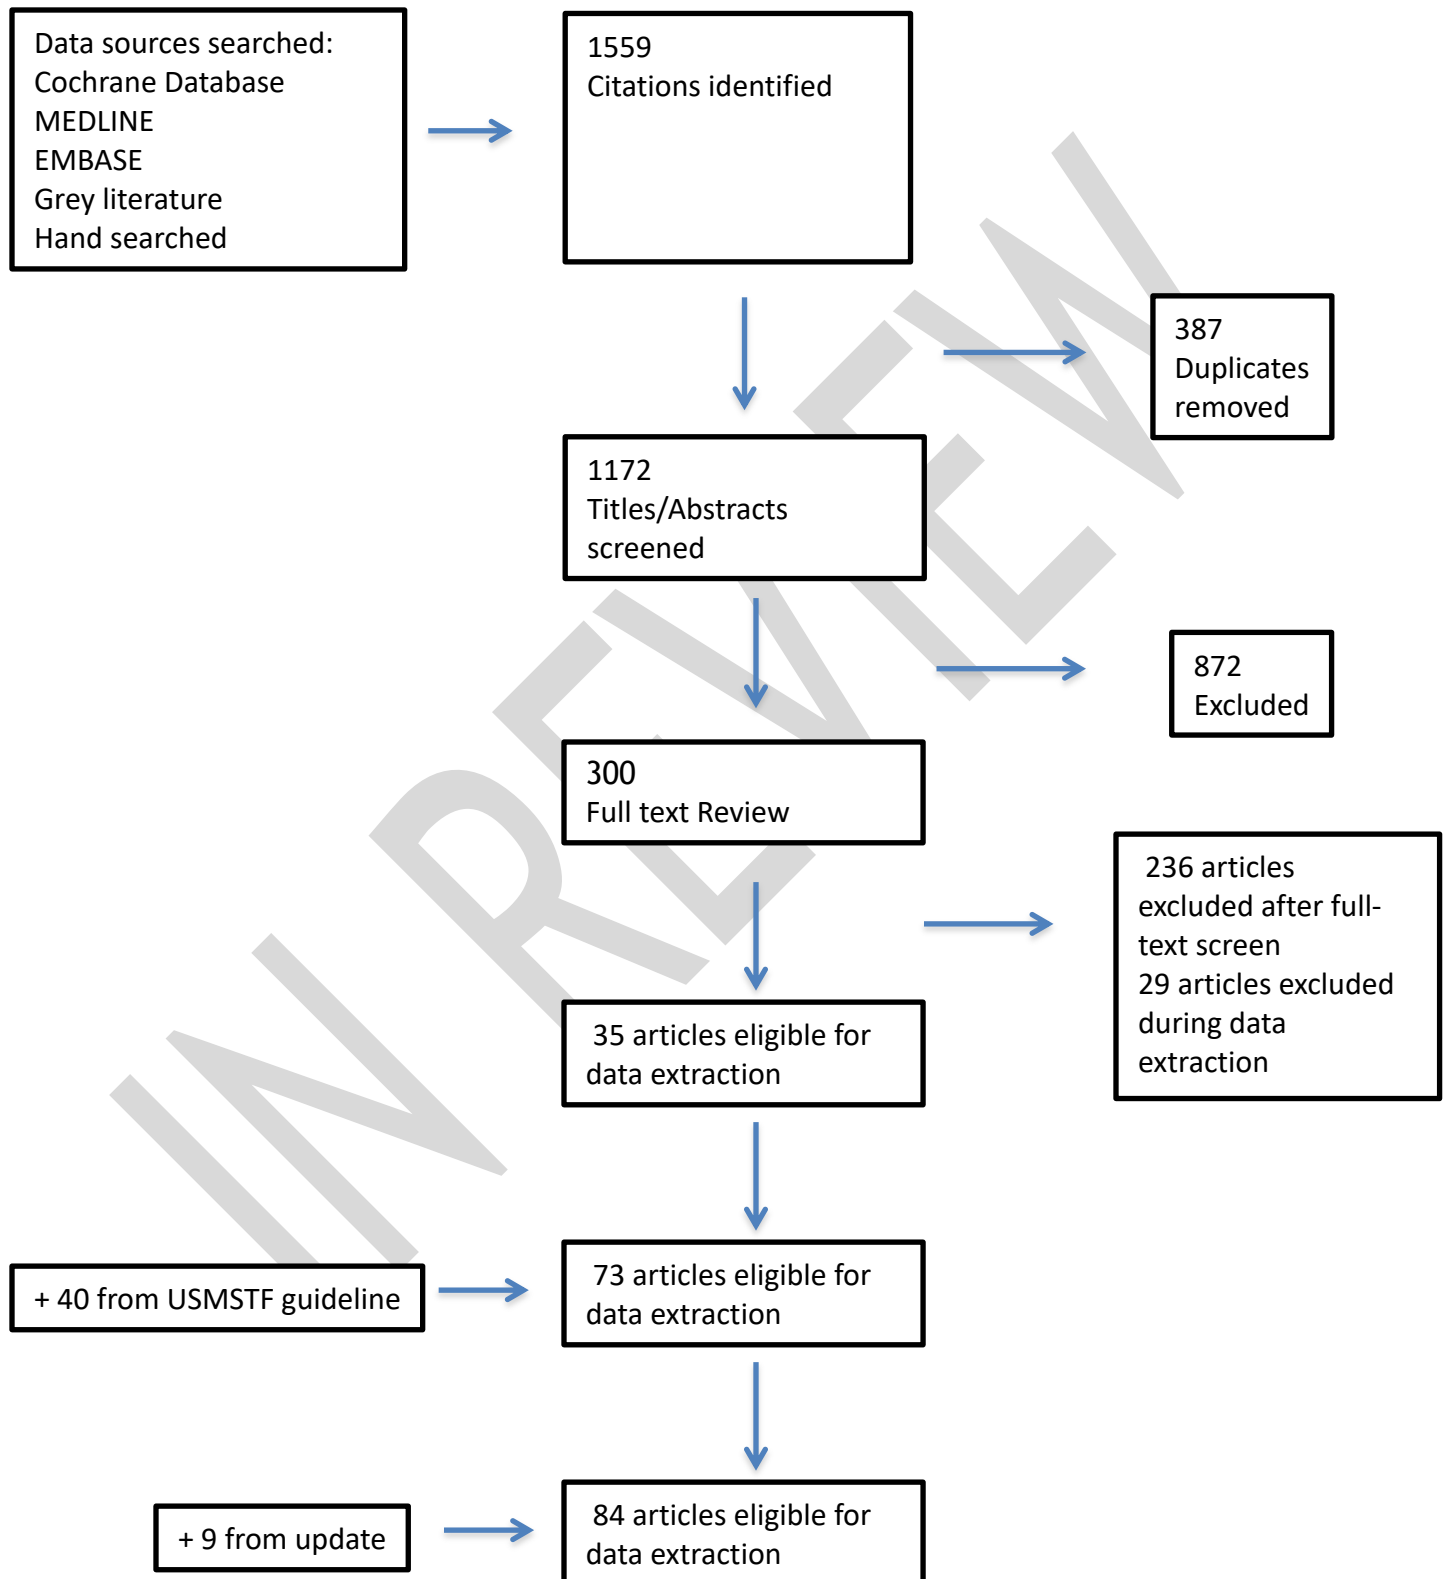 Data sources searched:
Cochrane Database
MEDLINE
EMBASE
Grey literature
Hand searched
1559
Citations identified
387
Duplicates
removed
1172
Titles/Abstracts
screened
872
Excluded
300
Full text Review
236 articles
excluded after full-
text screen
29 articles excluded
during data
extraction
35 articles eligible for
data extraction
+ 40 from USMSTF guideline
73 articles eligible for
data extraction
+ 9 from update
84 articles eligible for
data extraction
IN REVIEW